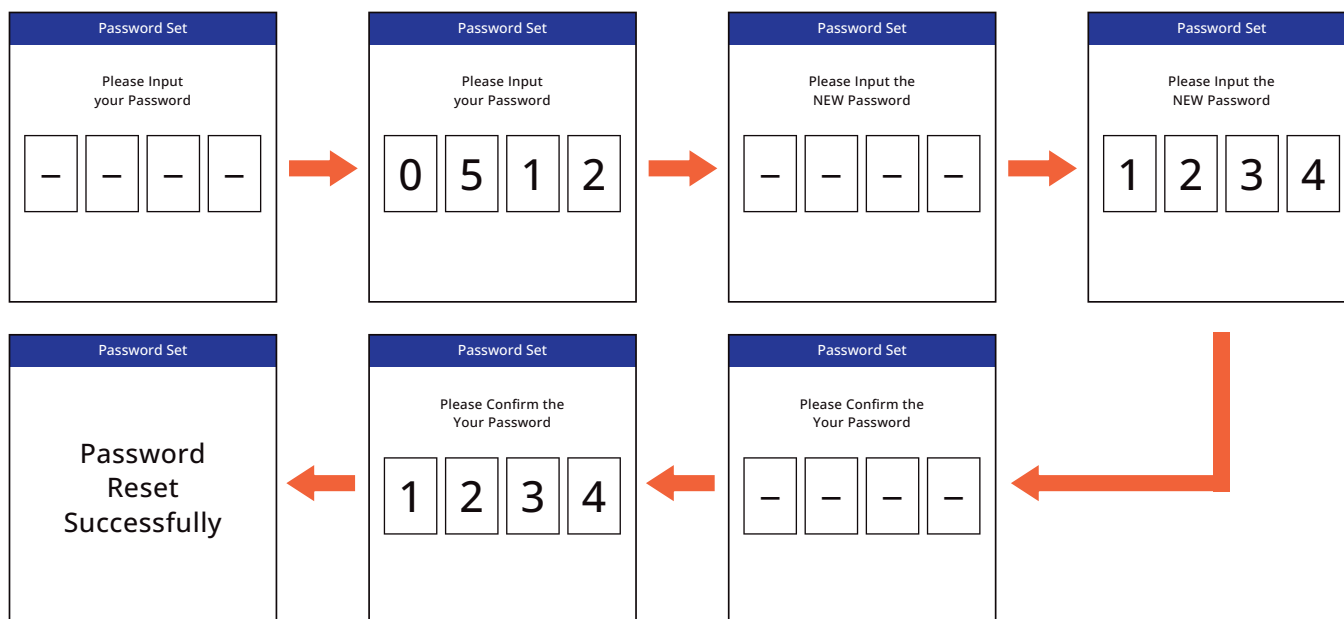 Password Set
Please Input
your Password
– – – –
Password Set
Please Input
your Password
0 5 1 2
Password Set
Please Input the
NEW Password
– – – –
Password Set
Please Input the
NEW Password
1 2 3 4
Password Set
Please Confirm the
Your Password
– – – –
Password Set
Please Confirm the
Your Password
1 2 3 4
Password Set
Password
Reset
Successfully